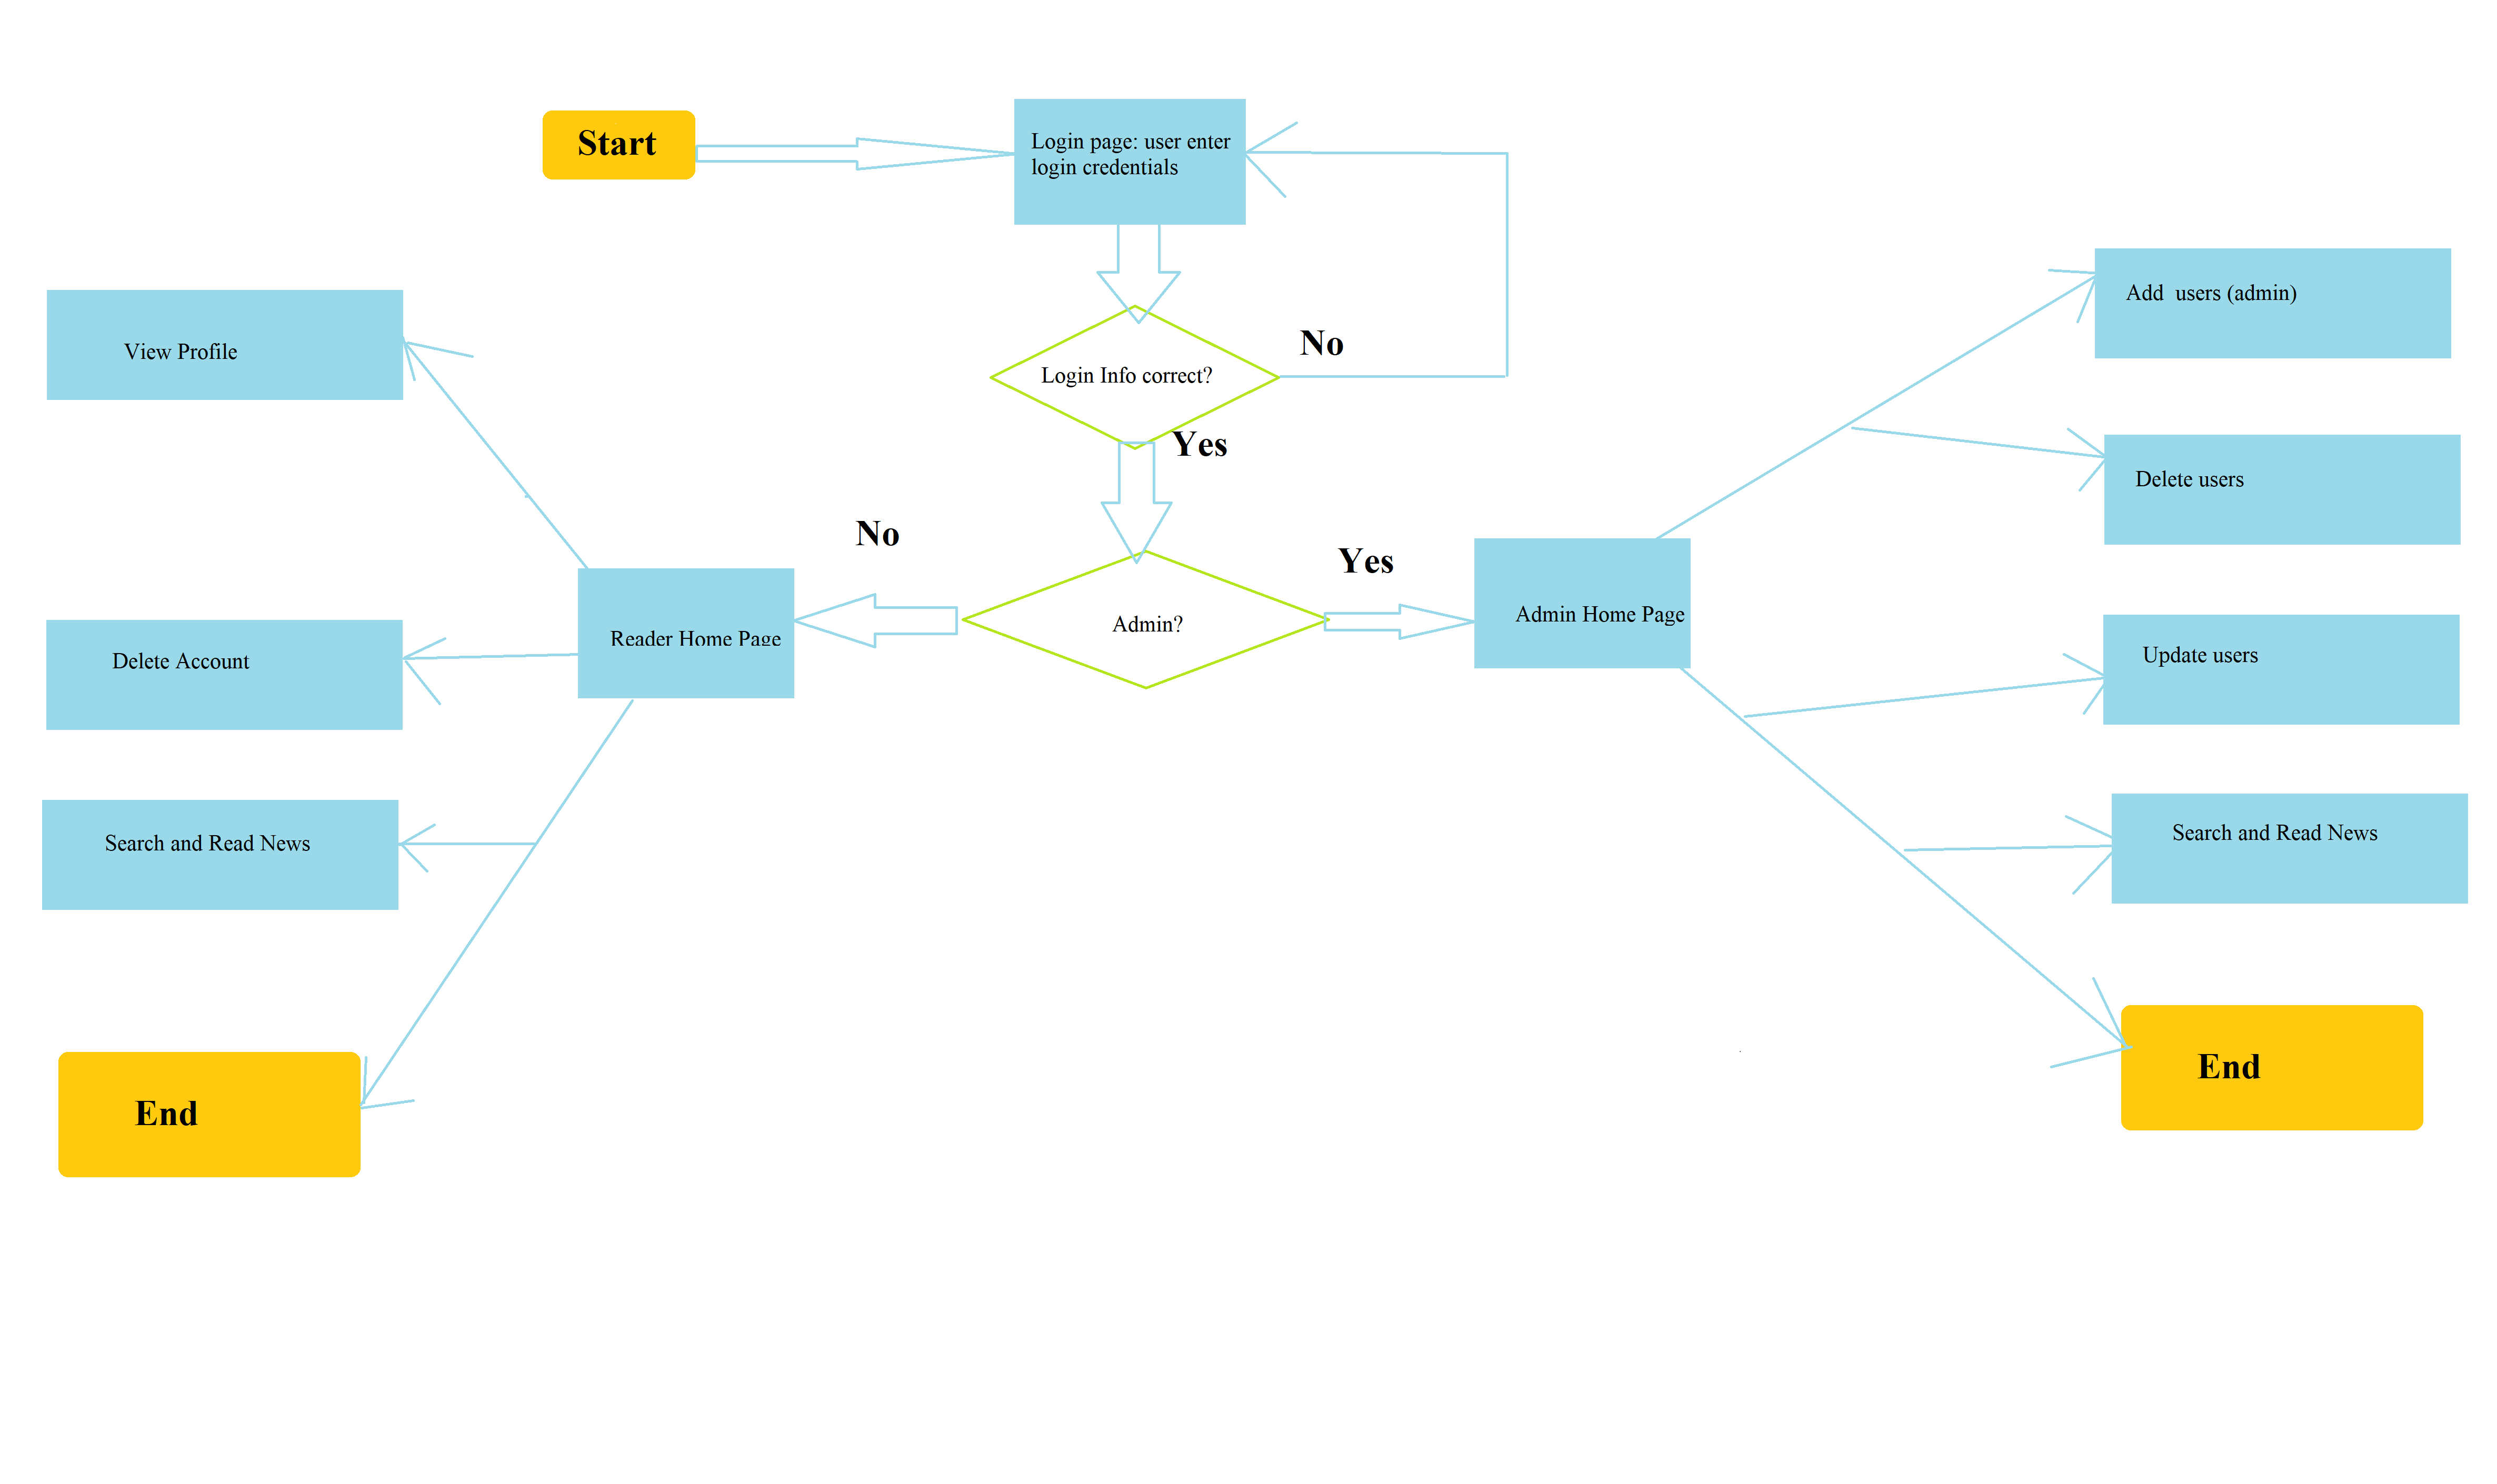 Start
Login page: user enter
login credentials
Login Info correct?
No
Yes
Admin?
No
Yes
Reader Home Page
View Profile
Delete Account
Search and Read News
End
Admin Home Page
Add  users (admin)
Delete users
Update users
Search and Read News
End